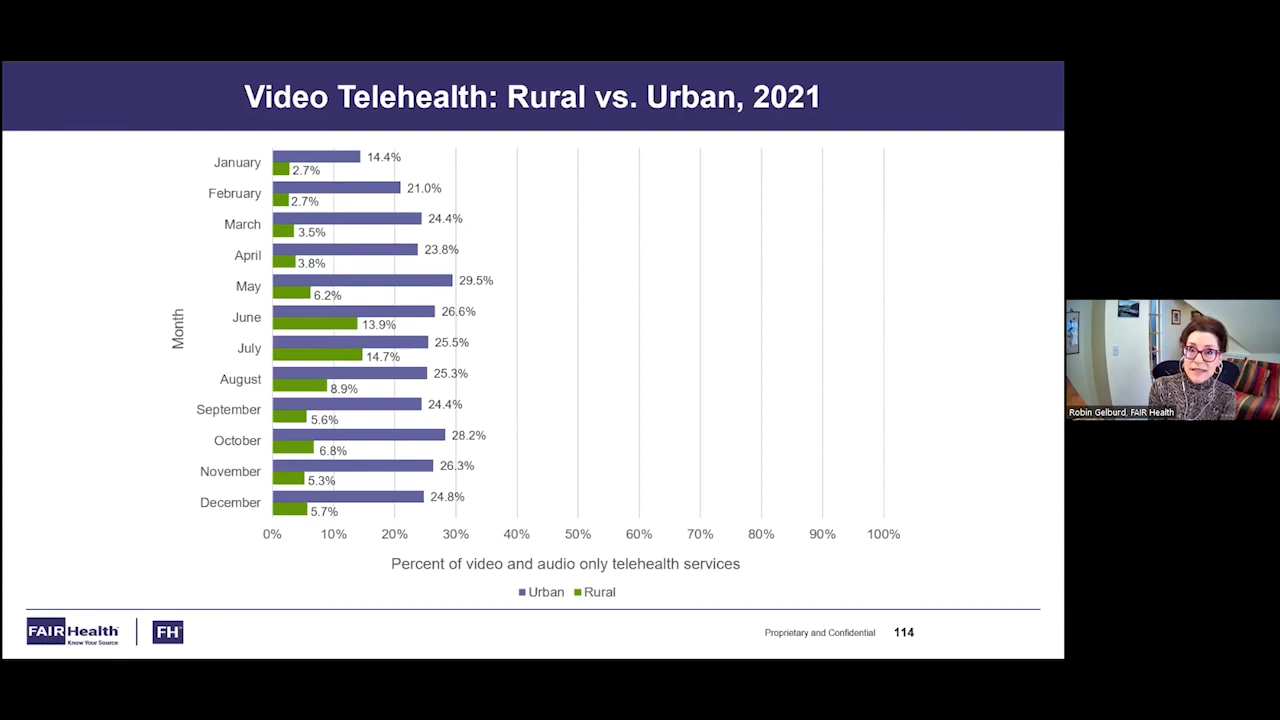 Video Telehealth: Rural vs. Urban, 2021
Month
January
14.4%
2.7%
February
21.0%
2.7%
March
24.4%
3.5%
April
23.8%
3.8%
May
29.5%
6.2%
June
26.6%
13.9%
July
25.5%
14.7%
August
25.3%
8.9%
September
24.4%
5.6%
October
28.2%
6.8%
November
26.3%
5.3%
December
24.8%
5.7%
0% 10% 20% 30% 40% 50% 60% 70% 80% 90% 100%
Percent of video and audio only telehealth services
Urban Rural
FAIR Health
Know Your Source
FH
Proprietary and Confidential 114
Robin Gelburd, FAIR Health